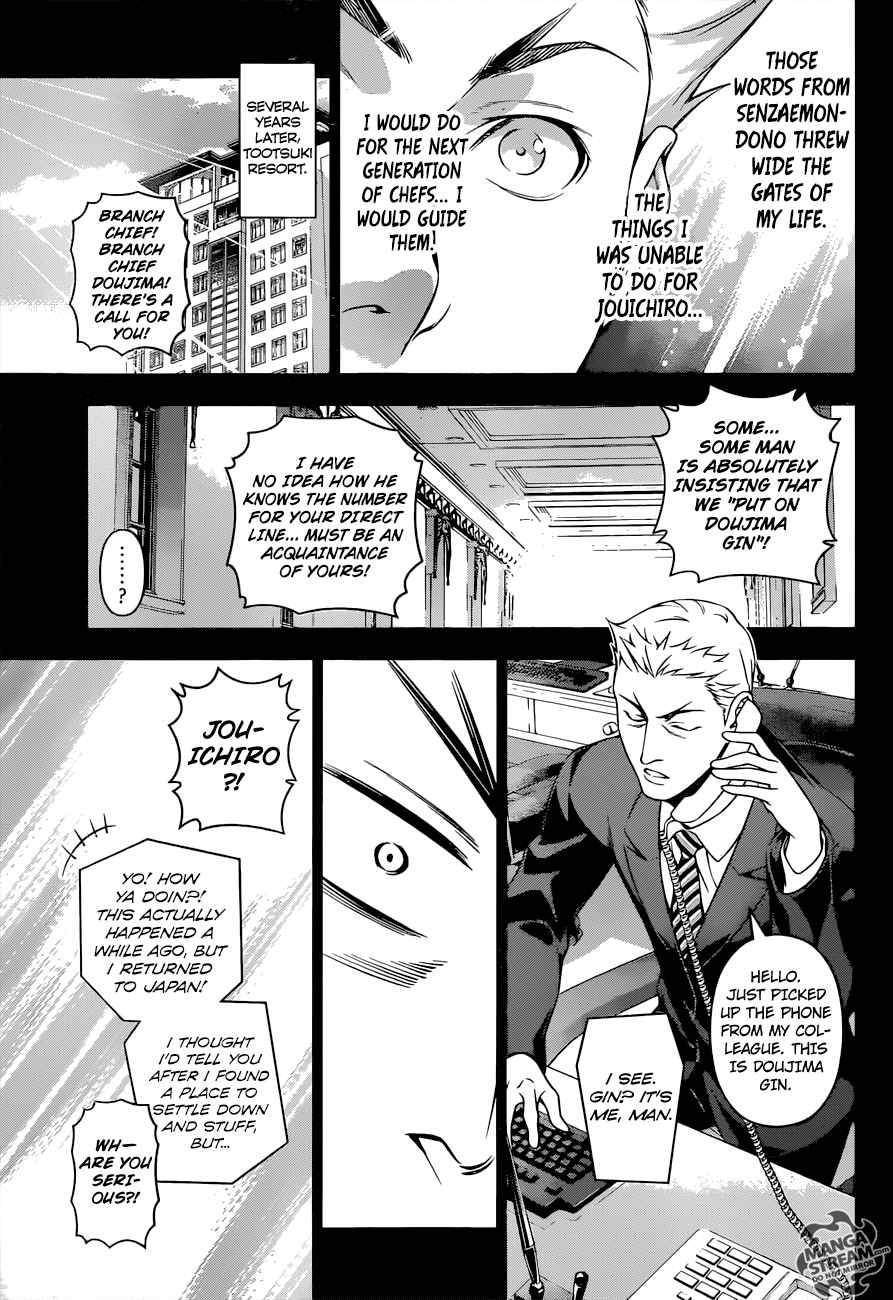 THOSE
WORDS FROM
SENZAEMON-
DONO THREW
WIDE THE
GATES OF
MY LIFE.
THE
THINGS I
WAS UNABLE
TO DO FOR
JOUICHIRO...
I WOULD DO
FOR THE NEXT
GENERATION
OF CHEFS... I
WOULD GUIDE
THEM!
SEVERAL
YEARS
LATER,
TOOTSUKI
RESORT.
BRANCH
CHIEF!
BRANCH
CHIEF
DOUJIMA!
THERE'S A
CALL FOR
YOU!
SOME...
SOME MAN
IS ABSOLUTELY
INSISTING THAT
WE "PUT ON
DOUJIMA
GIN"!
I HAVE
NO IDEA HOW HE
KNOWS THE NUMBER
FOR YOUR DIRECT
LINE... MUST BE AN
ACQUAINTANCE
OF YOURS!
......?
HELLO.
JUST PICKED
UP THE PHONE
FROM MY COL-
LEAGUE. THIS
IS DOUJIMA
GIN.
I SEE.
GIN? IT'S
ME, MAN.
JOU-
ICHIRO
?!
YO! HOW
YA DOIN?!
THIS ACTUALLY
HAPPENED A
WHILE AGO, BUT
I RETURNED
TO JAPAN!
I THOUGHT
I'D TELL YOU
AFTER I FOUND
A PLACE TO
SETTLE DOWN
AND STUFF,
BUT...
WH—
ARE YOU
SERI-
OUS?!
MANGA
STREAM.com
DO NOT MIRROR